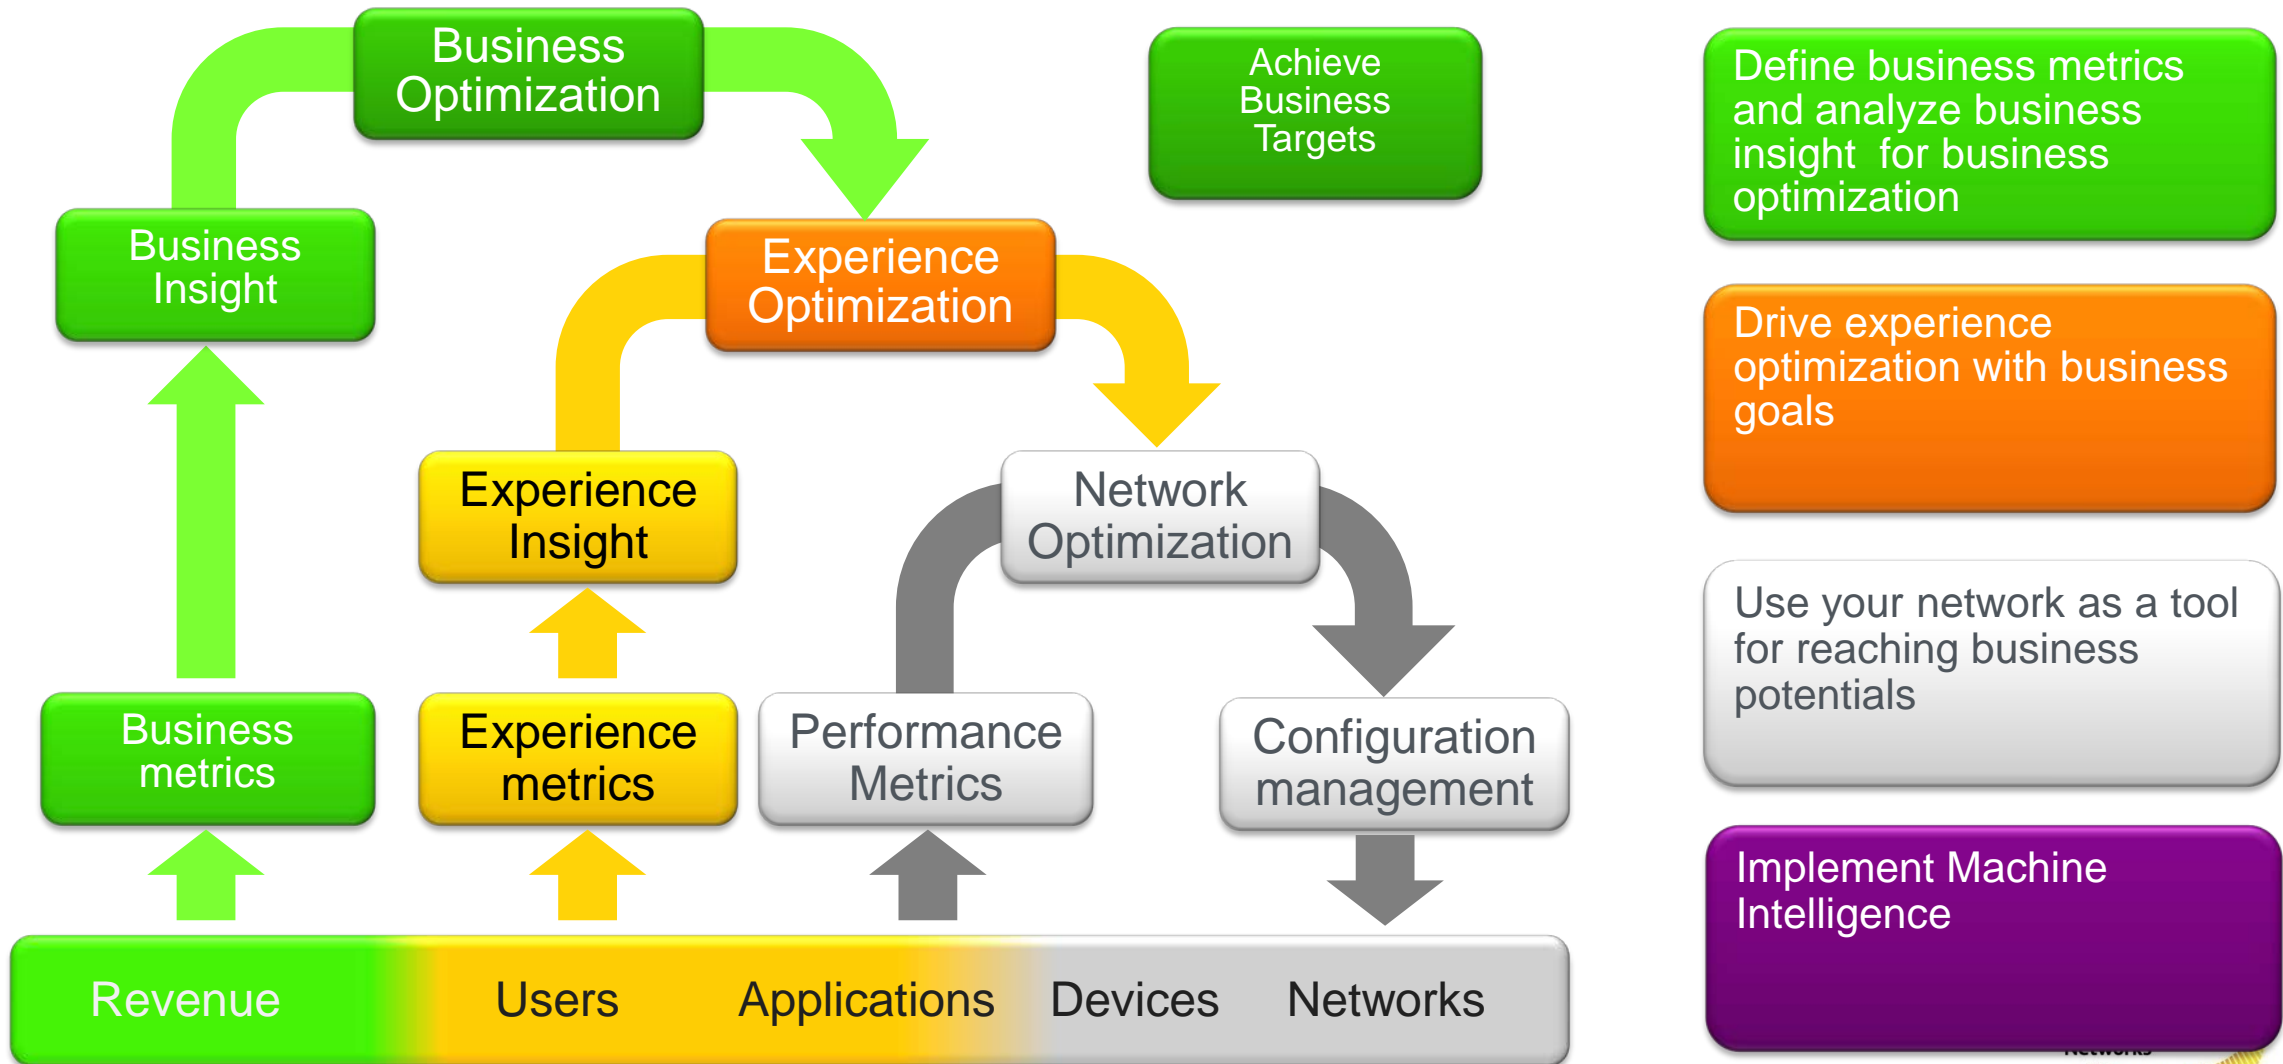 Business
Optimization
Achieve
Business
Targets
Define business metrics
and analyze business
insight for business
optimization
Business
Insight
Experience
Optimization
Drive experience
optimization with business
goals
Experience
Insight
Network
Optimization
Use your network as a tool
for reaching business
potentials
Business
metrics
Experience
metrics
Performance
Metrics
Configuration
management
Implement Machine
Intelligence
Revenue
Users
Applications
Devices
Networks
Networks